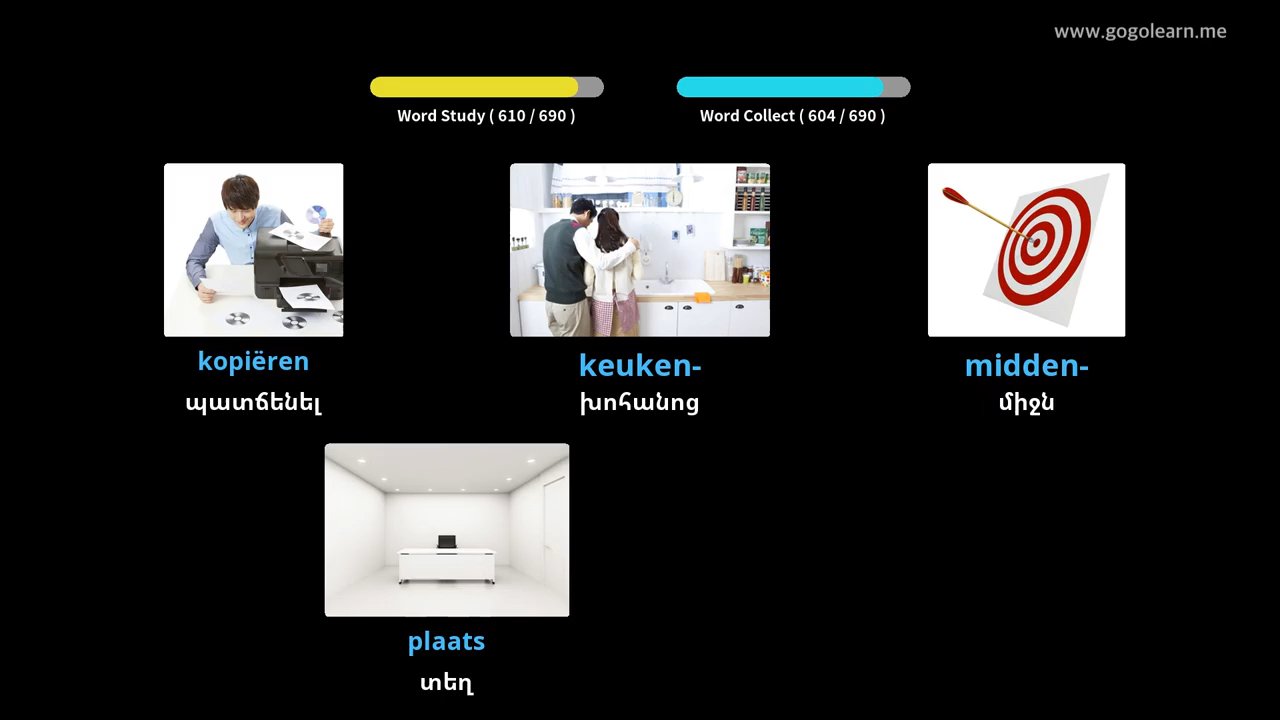 www.gogolearn.me
Word Study ( 610 / 690 )
Word Collect ( 604 / 690 )
kopiëren
պատճենել
keuken-
խոհանոց
midden-
միջն
plaats
տեղ